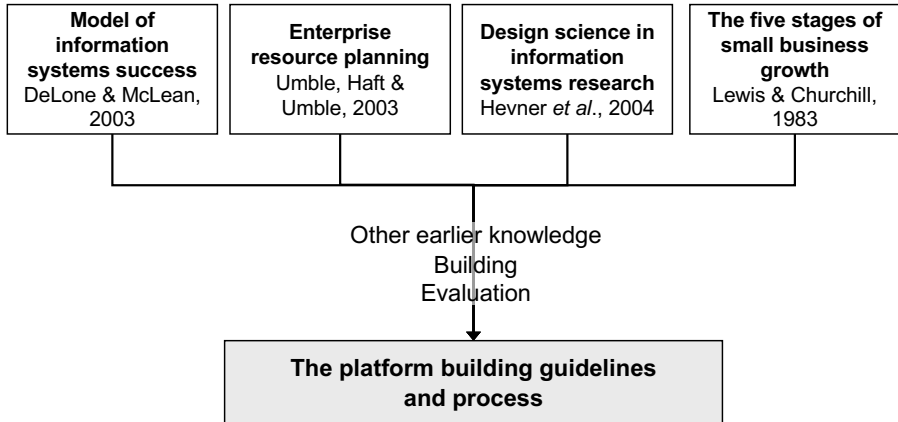 Model of
information
systems success
DeLone & McLean,
2003
Enterprise
resource planning
Umble, Haft &
Umble, 2003
Design science in
information
systems research
Hevner et al., 2004
The five stages of
small business
growth
Lewis & Churchill,
1983
Other earlier knowledge
Building
Evaluation
The platform building guidelines
and process